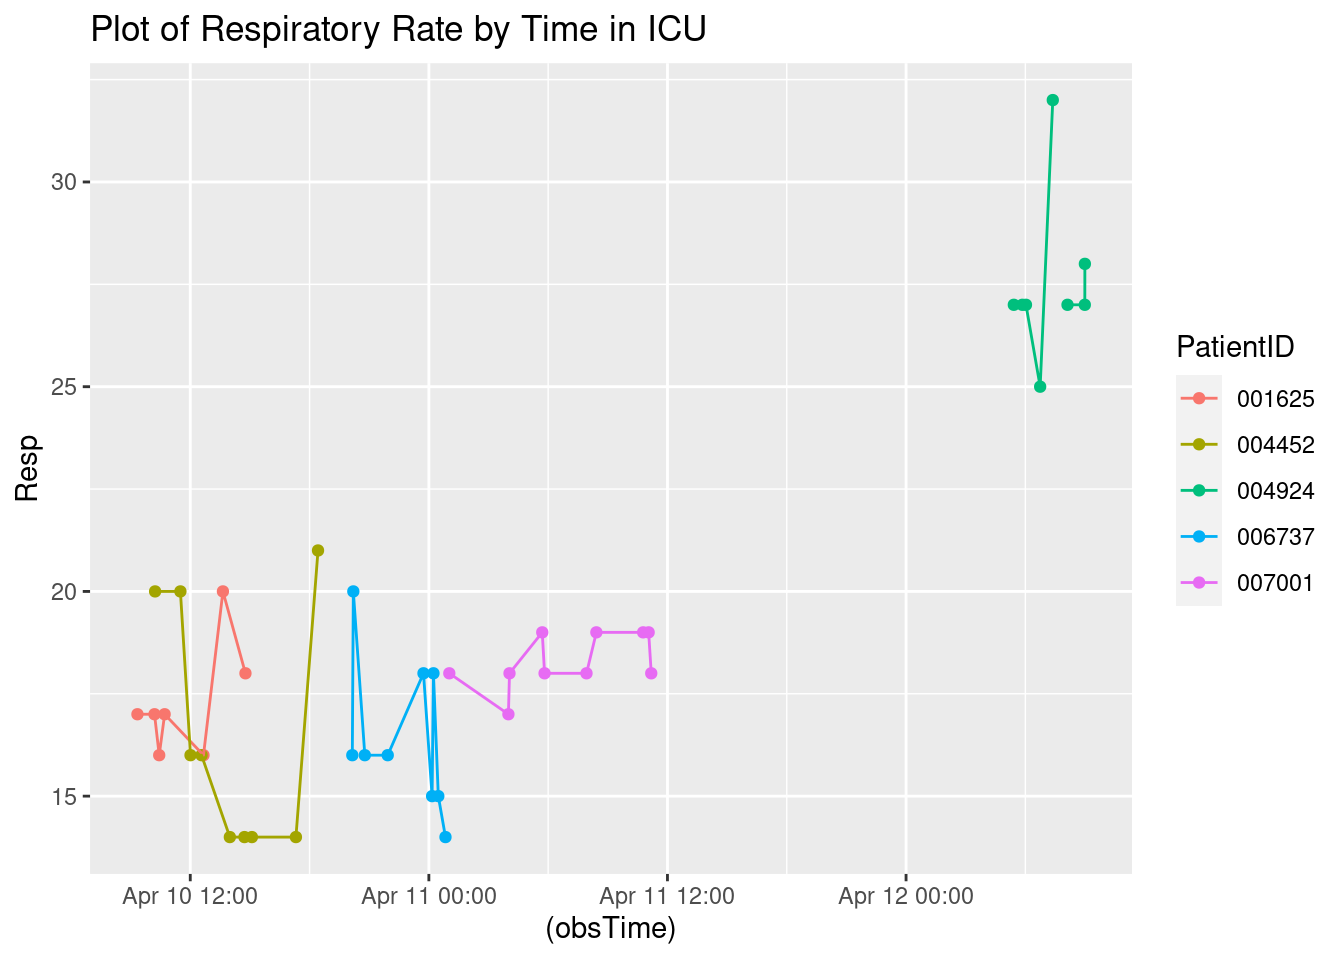 Plot of Respiratory Rate by Time in ICU
30
25
20
15
Resp
Apr 10 12:00
Apr 11 00:00
Apr 11 12:00
Apr 12 00:00
(obsTime)
PatientID
001625
004452
004924
006737
007001